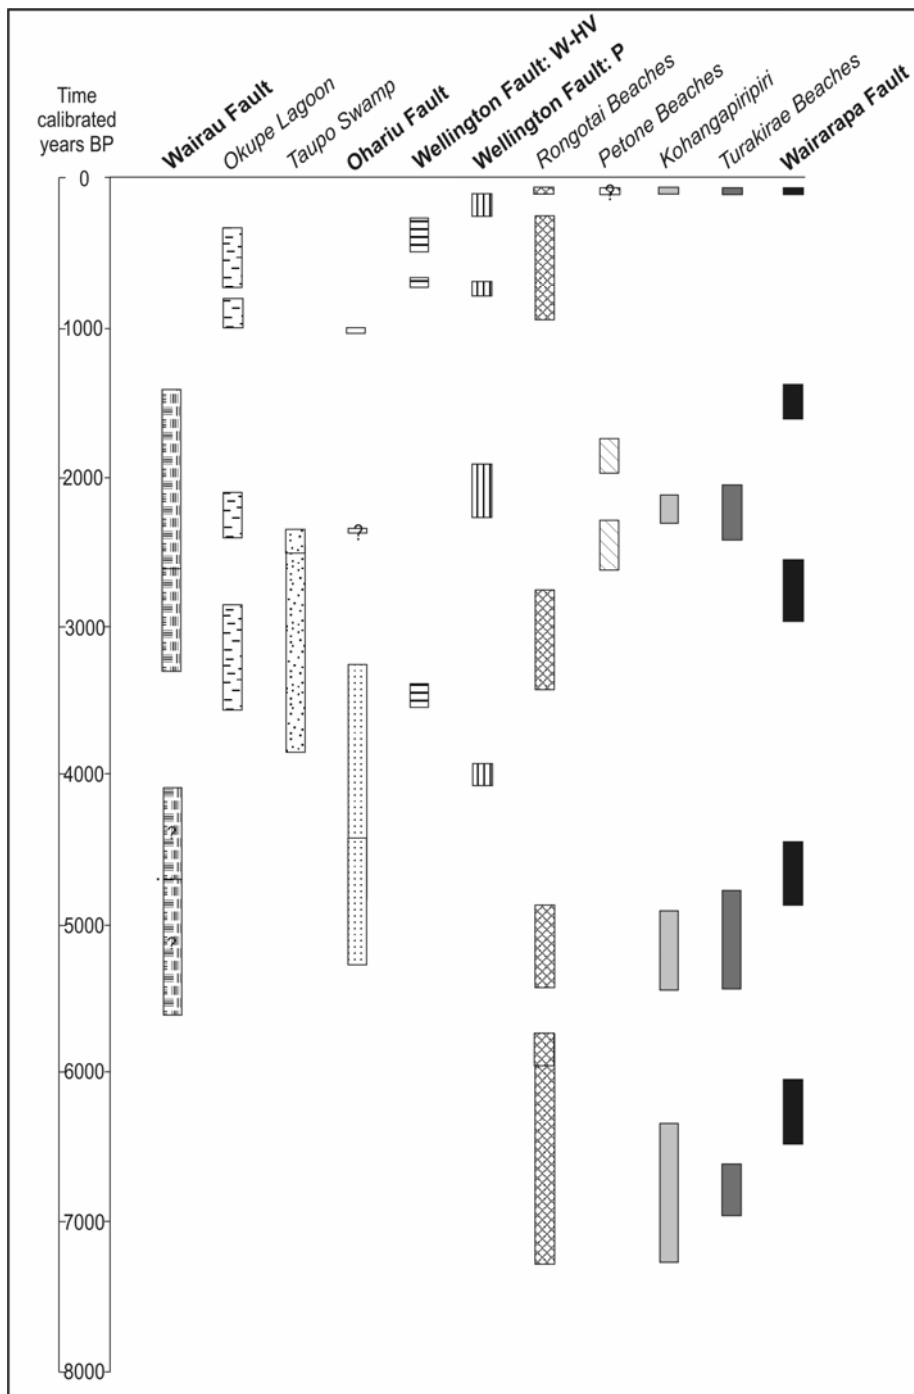 Time
calibrated
years BP
Wairau Fault
Okupe Lagoon
Taupo Swamp
Ohariu Fault
Wellington Fault: W-HV
Wellington Fault: P
Rongotai Beaches
Petone Beaches
Kohangapiripiri
Turakirae Beaches
Wairarapa Fault
0
?
1000
2000
?
3000
4000
?
5000
?
6000
7000
8000